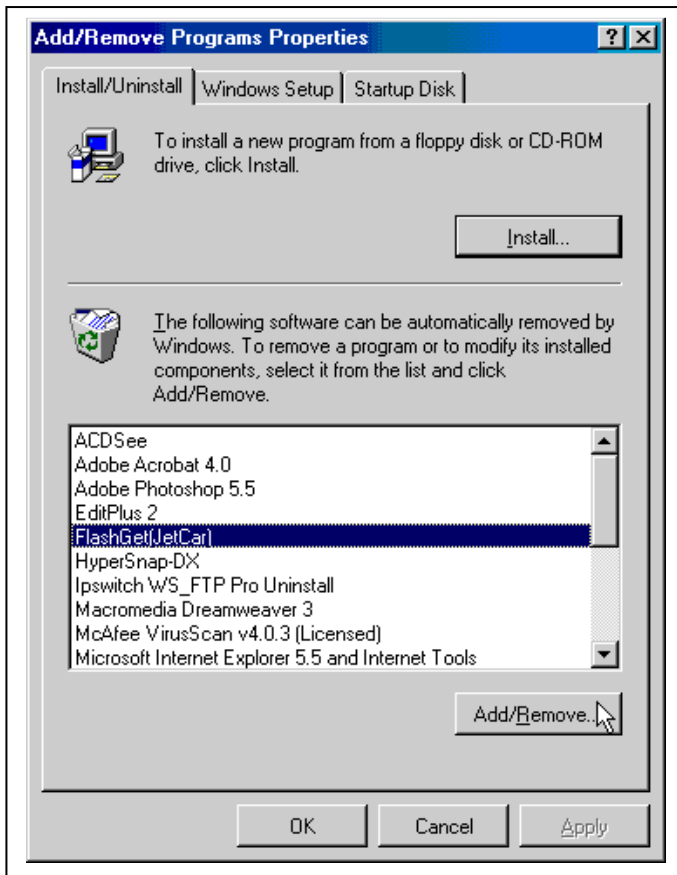 Add/Remove Programs Properties
Install/Uninstall
Windows Setup
Startup Disk
To install a new program from a floppy disk or CD-ROM
drive, click Install.
Install...
The following software can be automatically removed by
Windows. To remove a program or to modify its installed
components, select it from the list and click
Add/Remove.
ACDSee
Adobe Acrobat 4.0
Adobe Photoshop 5.5
EditPlus 2
FlashGet(JetCar)
HyperSnap-DX
Ipswitch WS_FTP Pro Uninstall
Macromedia Dreamweaver 3
McAfee VirusScan v4.0.3 (Licensed)
Microsoft Internet Explorer 5.5 and Internet Tools
Add/Remove..
OK
Cancel
Apply